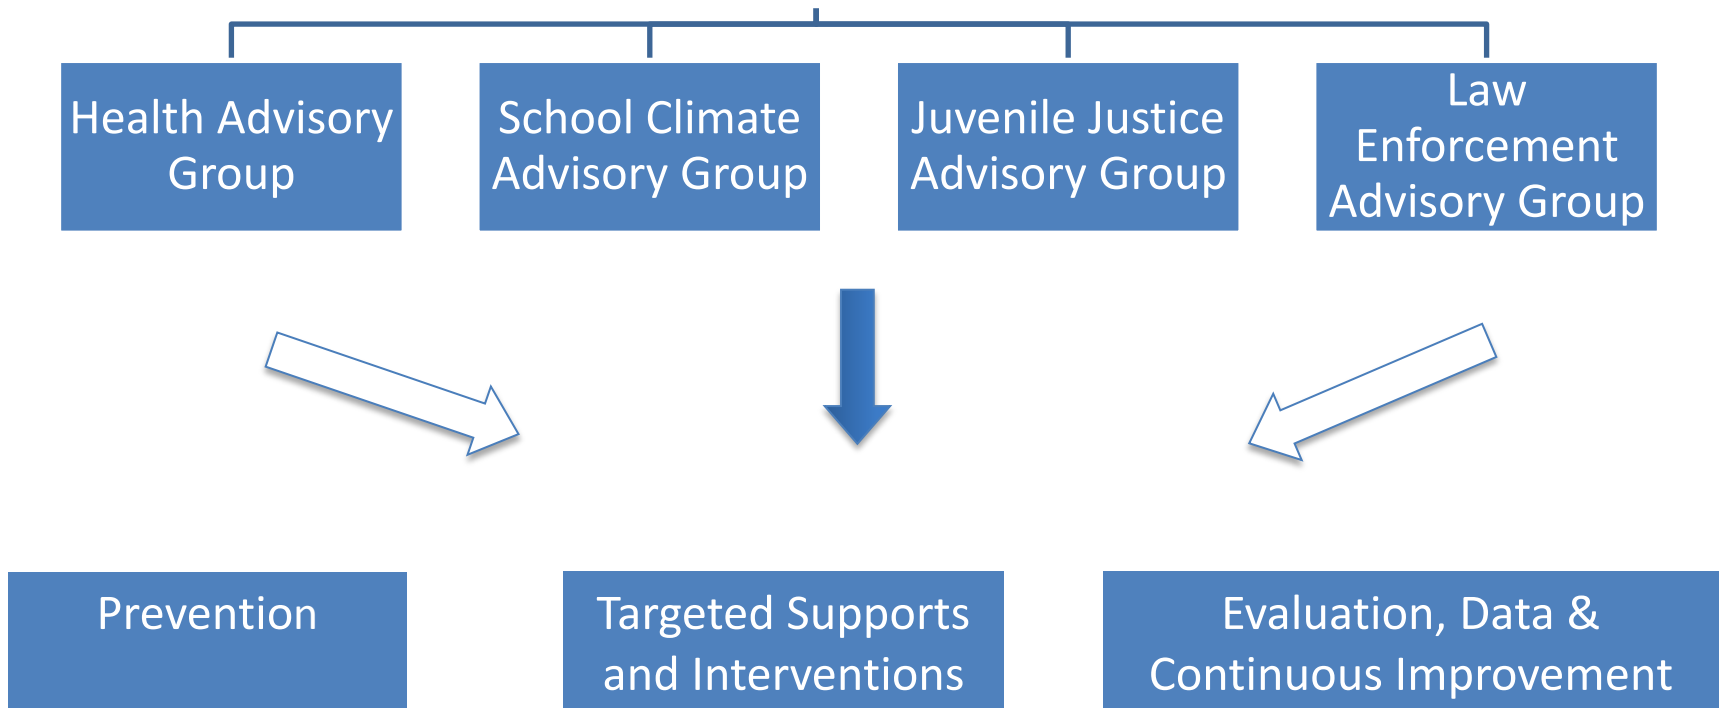 Health Advisory
Group
School Climate
Advisory Group
Juvenile Justice
Advisory Group
Law
Enforcement
Advisory Group
Prevention
Targeted Supports
and Interventions
Evaluation, Data &
Continuous Improvement